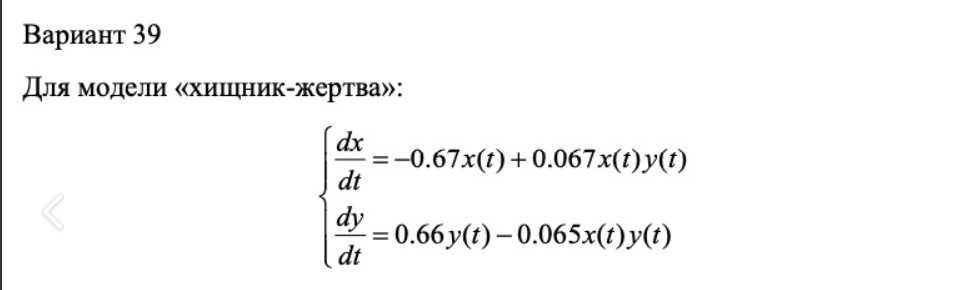 Вариант 39
Для модели «хищник-жертва»:
dx/dt = −0.67x(t) + 0.067x(t)y(t)
dy/dt = 0.66y(t) − 0.065x(t)y(t)